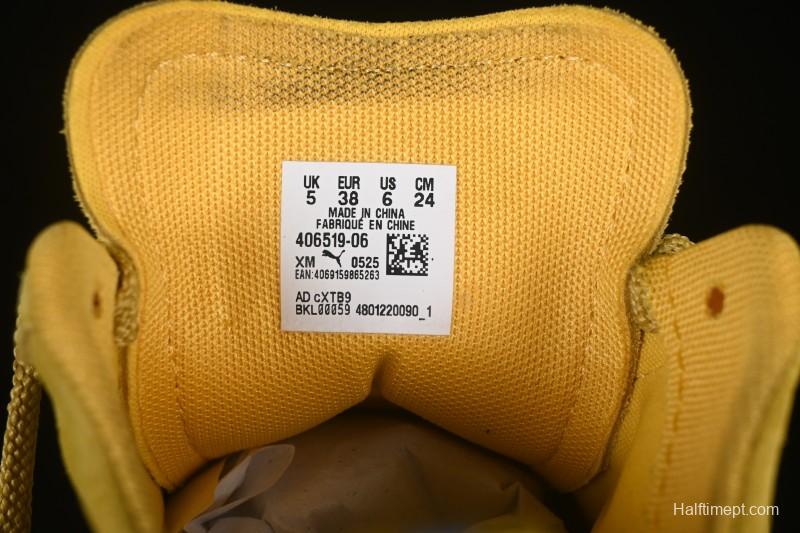 UK EUR US CM
5 38 6 24
MADE IN CHINA
FABRIQUÉ EN CHINE
406519-06
XM 0525
EAN:4069159865263
AD cXTB9
BKL00059 4801220090_1
Halftimept.com